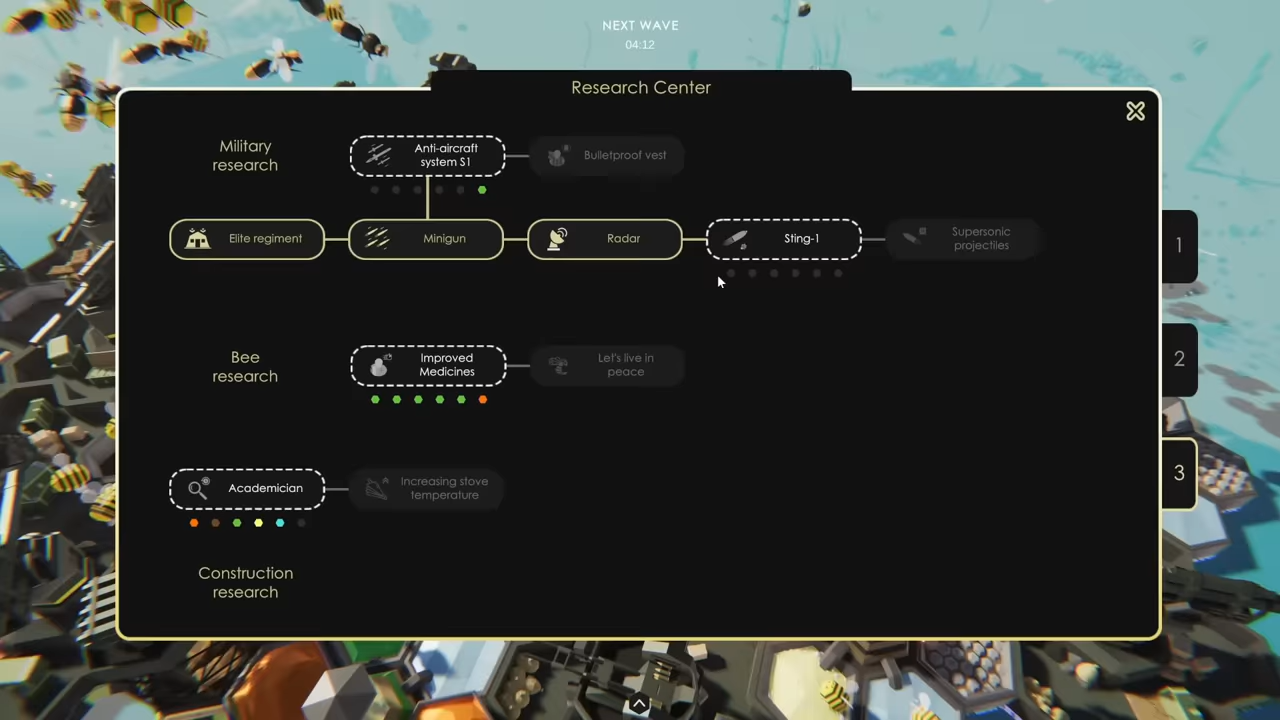 NEXT WAVE
04:12
Research Center
Military
research
Anti-aircraft
system S1
Bulletproof vest
Elite regiment
Minigun
Radar
Sting-1
Supersonic
projectiles
1
2
3
Bee
research
Improved
Medicines
Let's live in
peace
Academician
Increasing stove
temperature
Construction
research